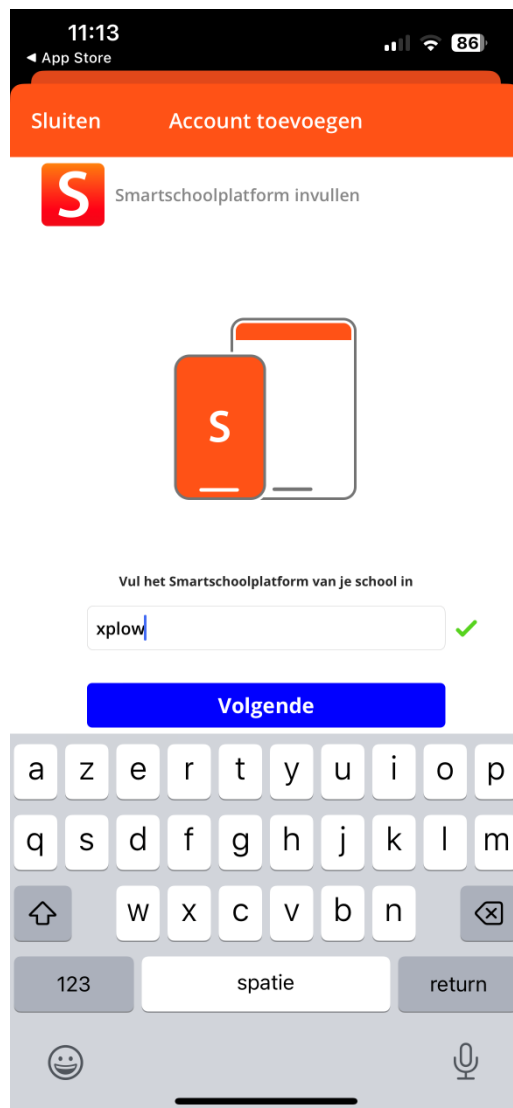 11:13
◀ App Store
86
Sluiten
Account toevoegen
S
Smartschoolplatform invullen
S
Vul het Smartschoolplatform van je school in
xplow
Volgende
a z e r t y u i o p
q s d f g h j k l m
w x c v b n
123
spatie
return